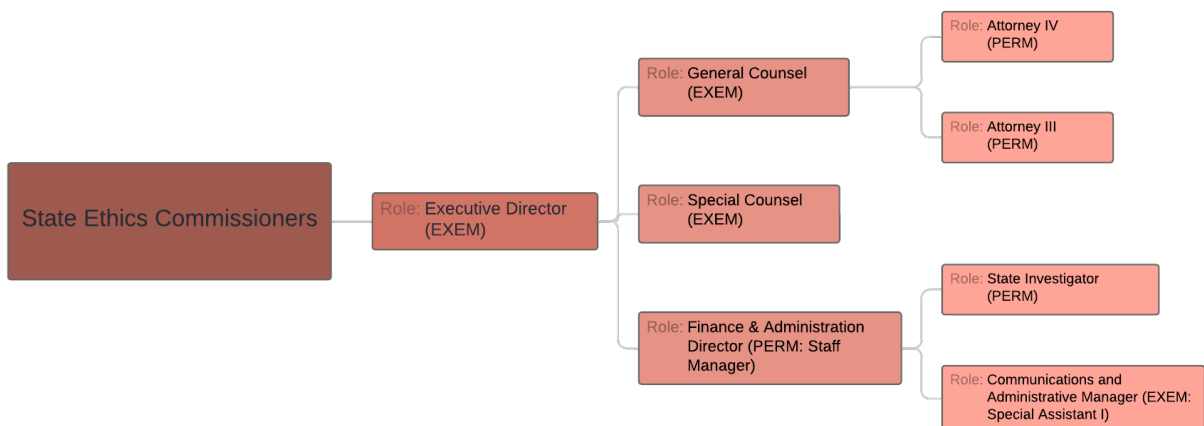 State Ethics Commissioners
Role: Executive Director
(EXEM)
Role: General Counsel
(EXEM)
Role: Attorney IV
(PERM)
Role: Attorney III
(PERM)
Role: Special Counsel
(EXEM)
Role: Finance & Administration
Director (PERM: Staff
Manager)
Role: State Investigator
(PERM)
Role: Communications and
Administrative Manager (EXEM:
Special Assistant I)